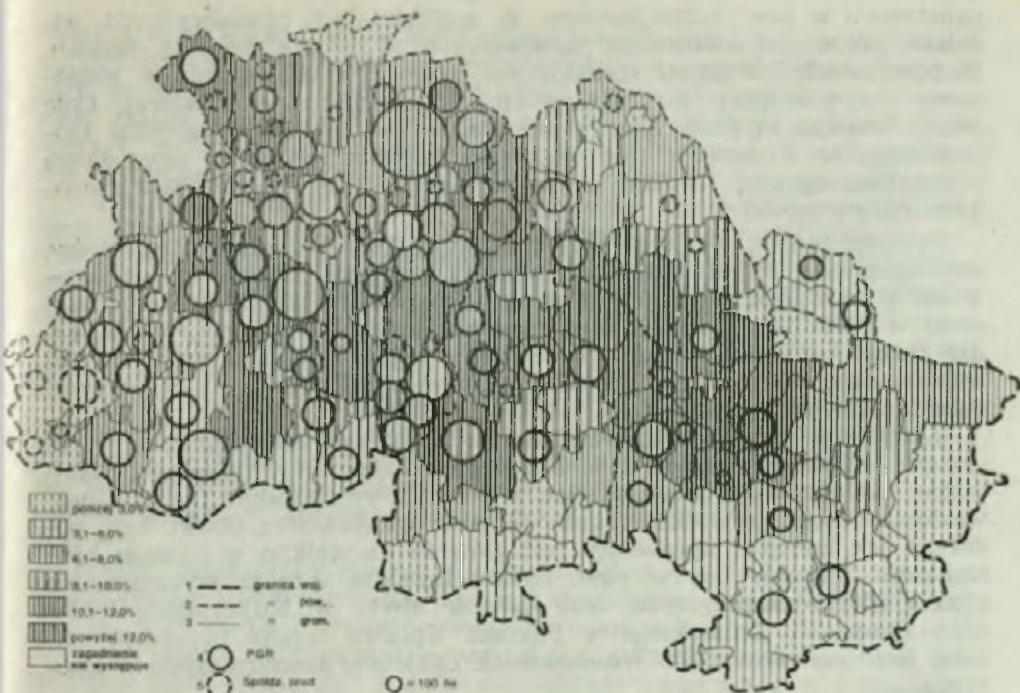 poniżej 3,0%
3,1–6,0%
6,1–8,0%
8,1–10,0%
10,1–12,0%
powyżej 12,0%
zagadnienie
nie występuje
1 granica woj.
2 " pow.
3 " grom.
4 PGR
5 Spółdz. prod
= 100 ha